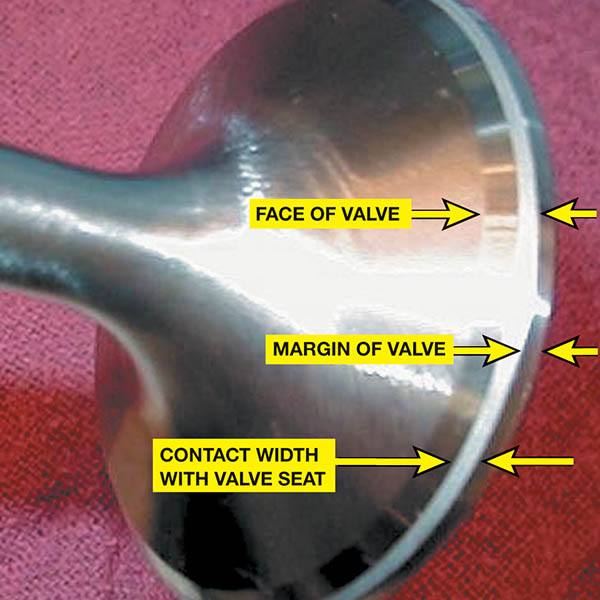 FACE OF VALVE
MARGIN OF VALVE
CONTACT WIDTH
WITH VALVE SEAT